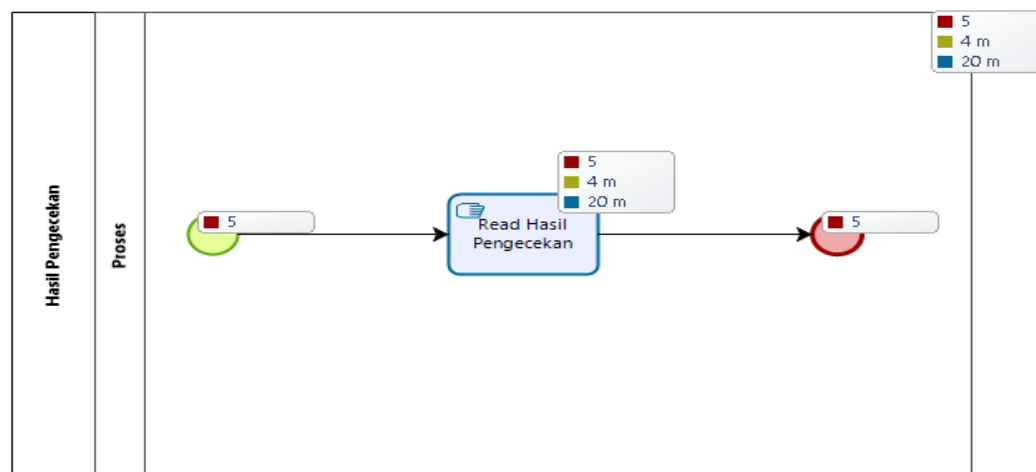 5
4 m
20 m
Hasil Pengecekan
Proses
5
5
4 m
20 m
Read Hasil
Pengecekan
5